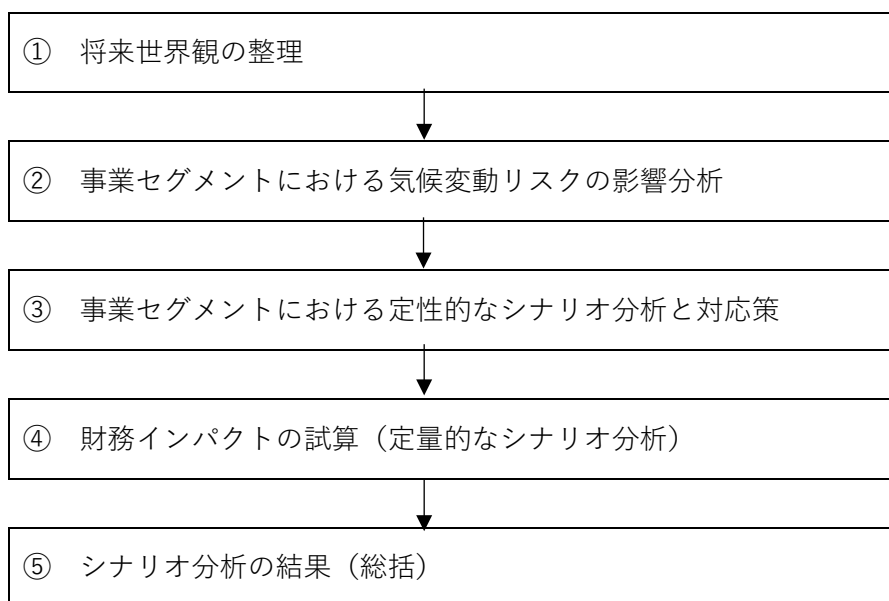 ① 将来世界観の整理
② 事業セグメントにおける気候変動リスクの影響分析
③ 事業セグメントにおける定性的なシナリオ分析と対応策
④ 財務インパクトの試算（定量的なシナリオ分析）
⑤ シナリオ分析の結果（総括）